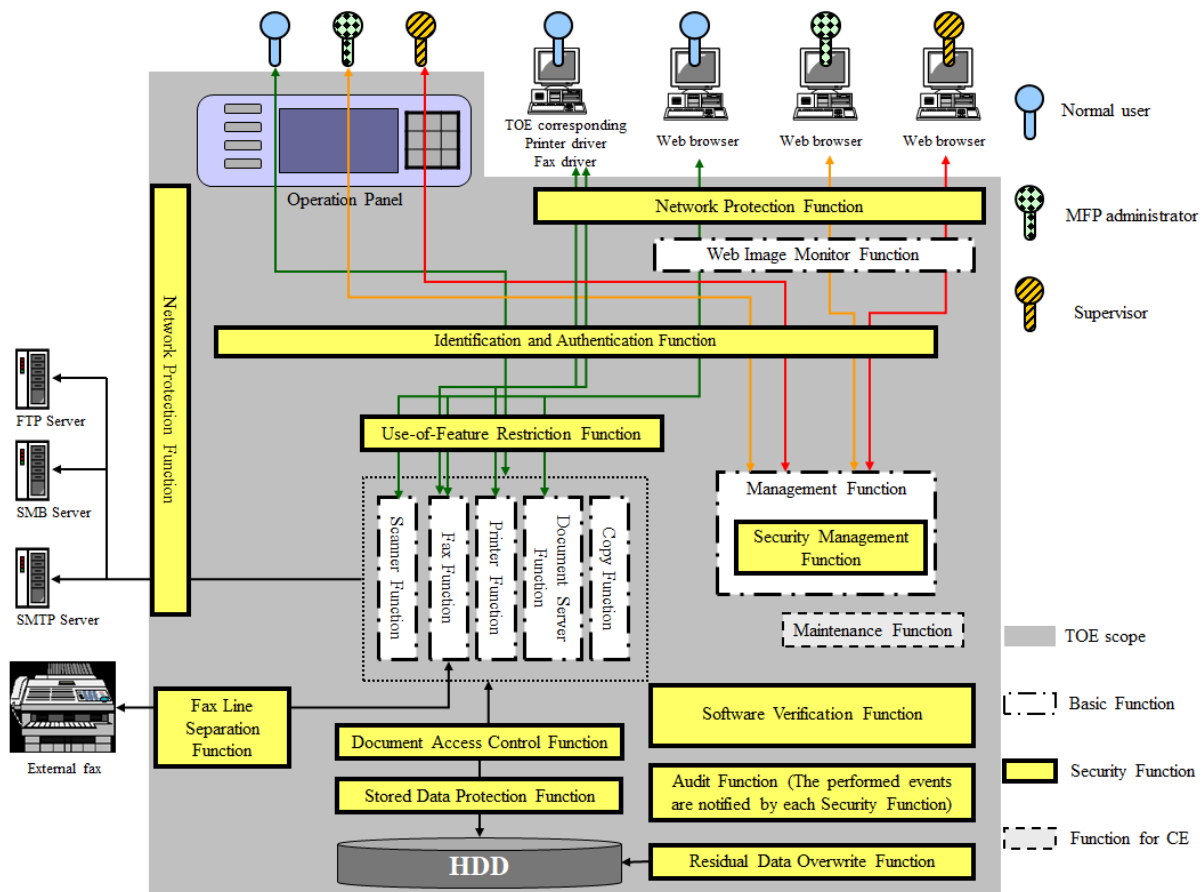 TOE corresponding
Printer driver
Fax driver
Web browser
Web browser
Web browser
Normal user
Operation Panel
Network Protection Function
MFP administrator
Web Image Monitor Function
Supervisor
Network Protection Function
Identification and Authentication Function
FTP Server
SMB Server
SMTP Server
Use-of-Feature Restriction Function
Scanner Function
Fax Function
Printer Function
Document Server
Function
Copy Function
Management Function
Security Management
Function
Maintenance Function
TOE scope
Basic Function
Security Function
Function for CE
External fax
Fax Line
Separation
Function
Document Access Control Function
Stored Data Protection Function
HDD
Software Verification Function
Audit Function (The performed events
are notified by each Security Function)
Residual Data Overwrite Function